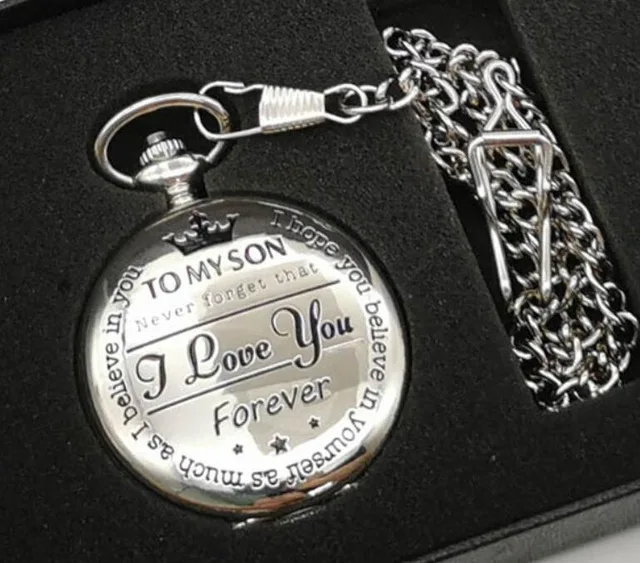 TO MY SON
Never forget that
I Love You
Forever
I hope you believe in yourself as much as I believe in you